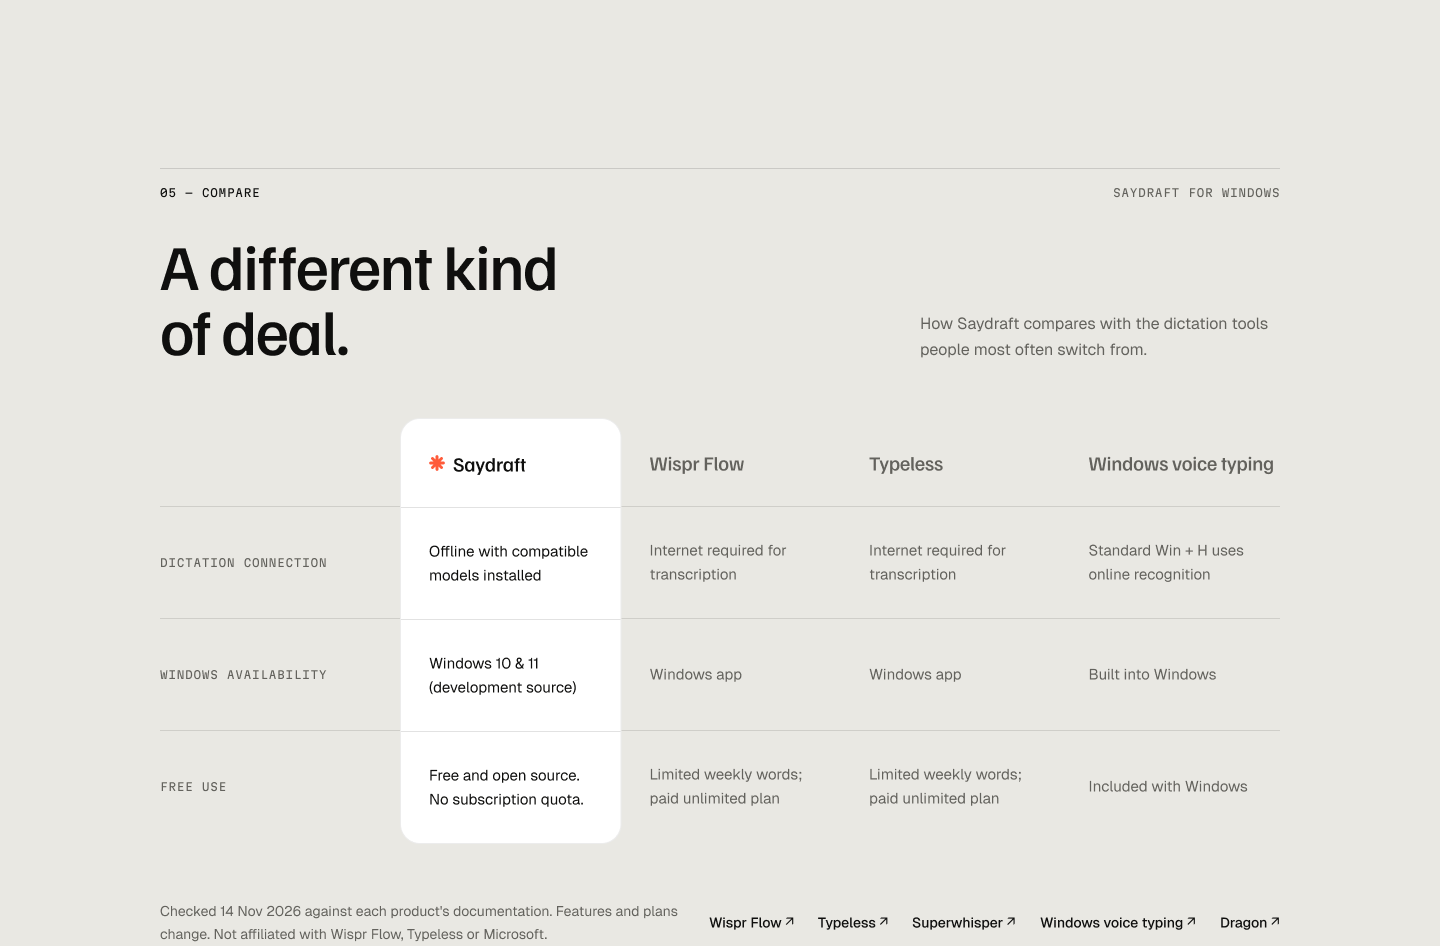 05 — COMPARE
SAYDRAFT FOR WINDOWS
A different kind
of deal.
How Saydraft compares with the dictation tools
people most often switch from.
Saydraft
Wispr Flow
Typeless
Windows voice typing
DICTATION CONNECTION
Offline with compatible
models installed
Internet required for
transcription
Internet required for
transcription
Standard Win + H uses
online recognition
WINDOWS AVAILABILITY
Windows 10 & 11
(development source)
Windows app
Windows app
Built into Windows
FREE USE
Free and open source.
No subscription quota.
Limited weekly words;
paid unlimited plan
Limited weekly words;
paid unlimited plan
Included with Windows
Checked 14 Nov 2026 against each product's documentation. Features and plans
change. Not affiliated with Wispr Flow, Typeless or Microsoft.
Wispr Flow ↗
Typeless ↗
Superwhisper ↗
Windows voice typing ↗
Dragon ↗